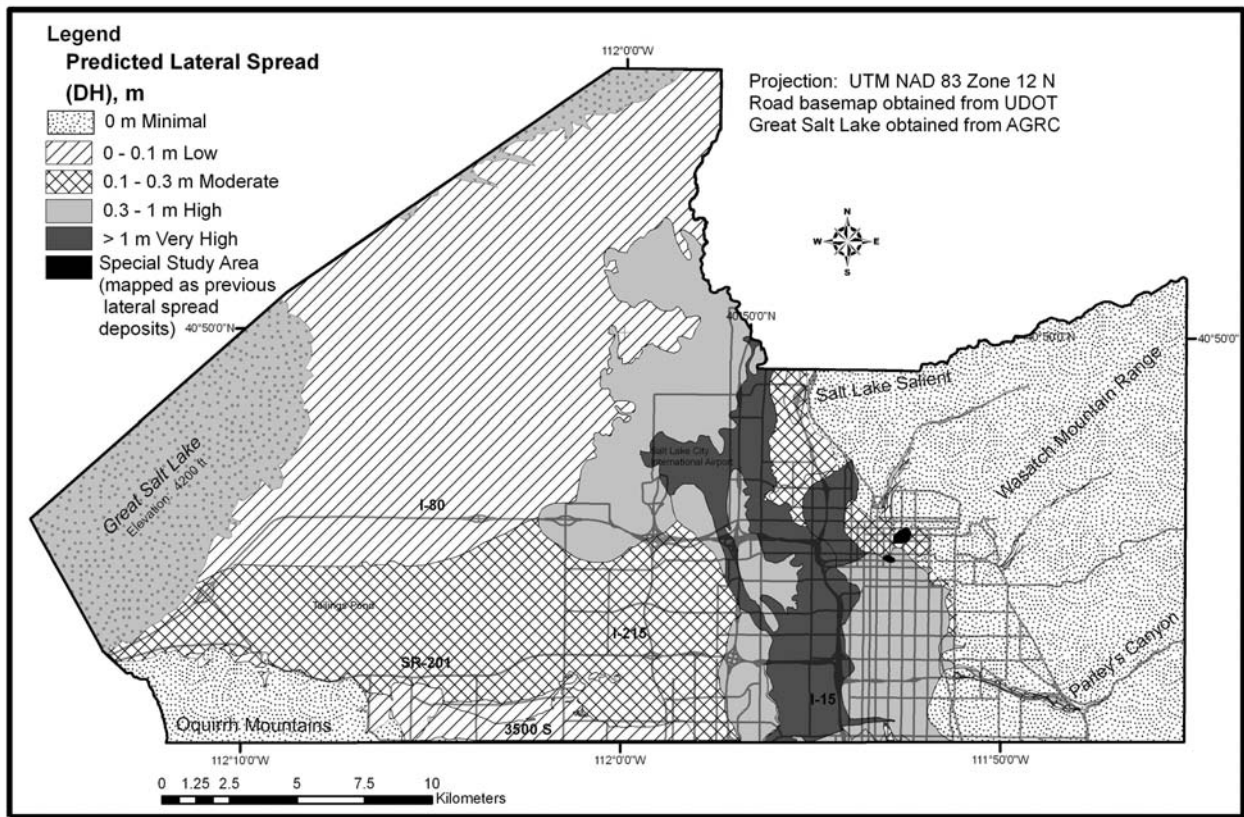 Legend
Predicted Lateral Spread
(DH), m
0 m Minimal
0 - 0.1 m Low
0.1 - 0.3 m Moderate
0.3 - 1 m High
> 1 m Very High
Special Study Area
(mapped as previous
lateral spread
deposits)
112°0'0"W
Projection: UTM NAD 83 Zone 12 N
Road basemap obtained from UDOT
Great Salt Lake obtained from AGRC
N
W
E
S
40°50'0"N
40°50'0"N
40°50'0"N
40°50'0"
Salt Lake Salient
Wasatch Mountain Range
Great Salt Lake
Elevation: 4200 ft
Salt Lake City
International Airport
I-80
Tailings Pond
I-215
SR-201
Parley's Canyon
I-15
Oquirrh Mountains
3500 S
112°10'0"W
112°0'0"W
111°50'0"W
0 1.25 2.5 5 7.5 10
Kilometers